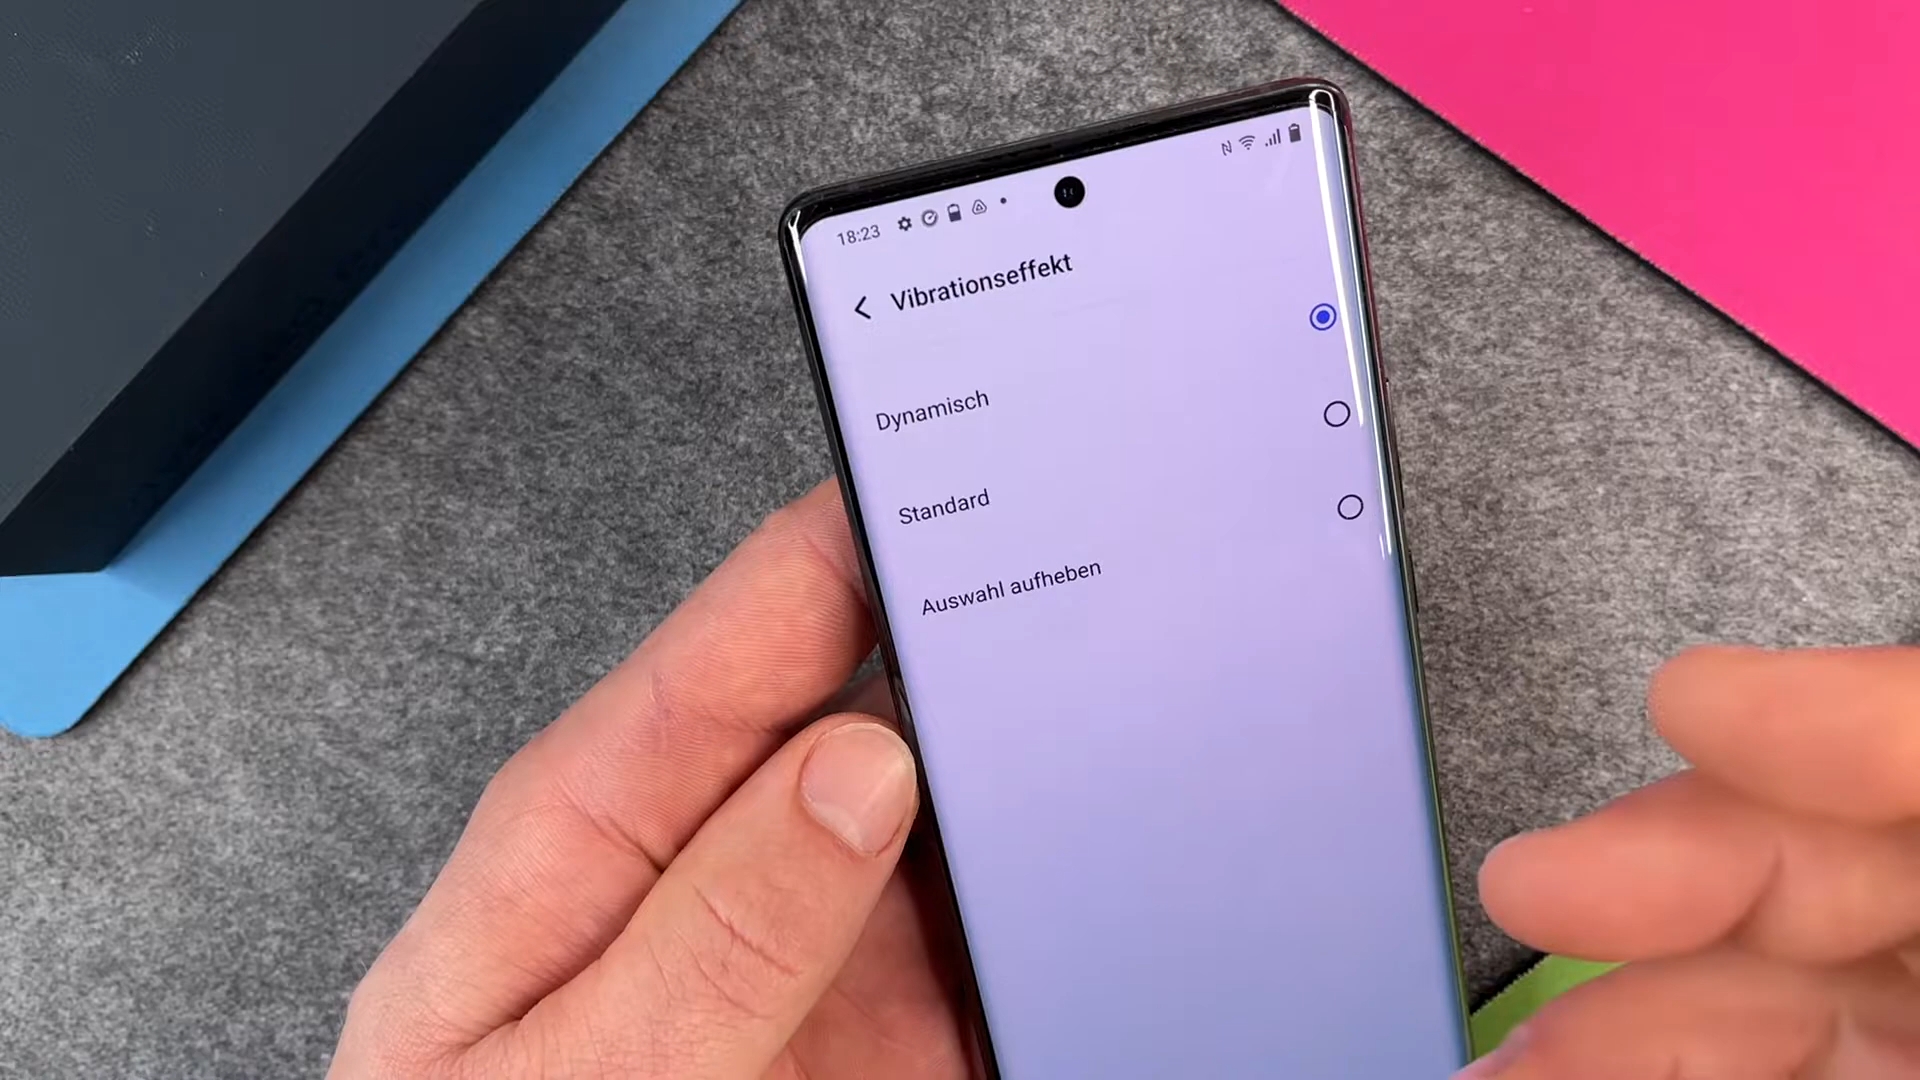 18:23
Vibrationseffekt
Dynamisch
Standard
Auswahl aufheben